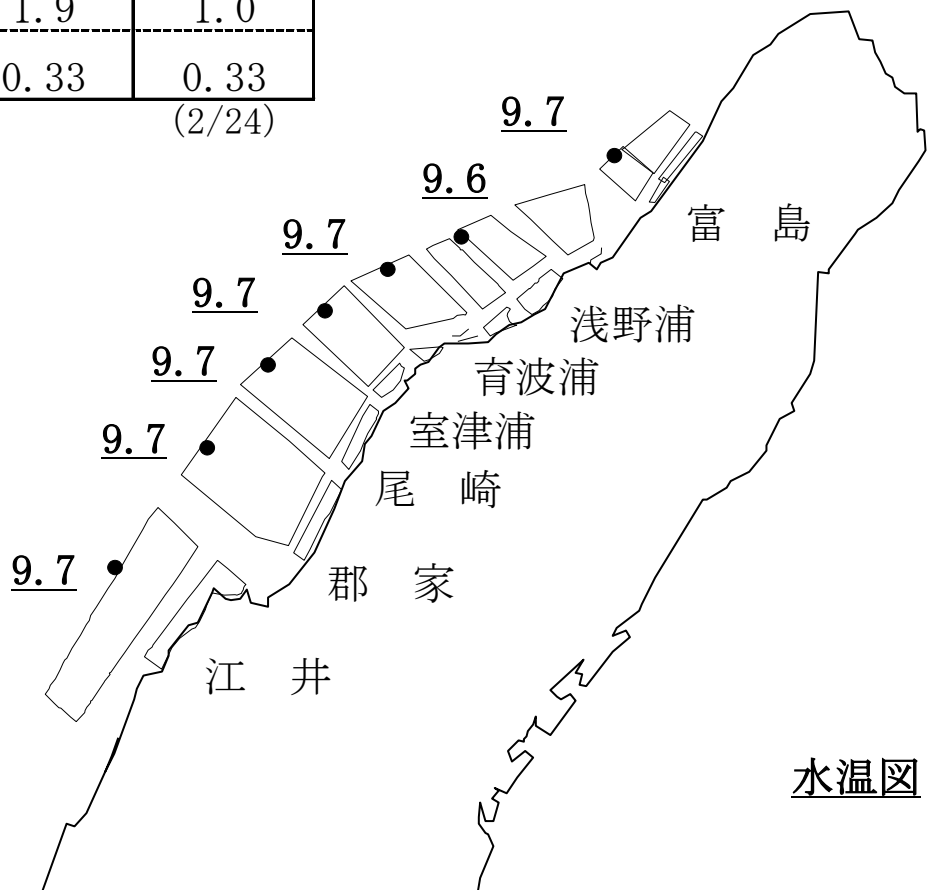 1.9 1.0
0.33 0.33
(2/24)
9.7
9.6
富 島
9.7
9.7
浅野浦
9.7
育波浦
9.7
室津浦
尾 崎
9.7
郡 家
江 井
水温図